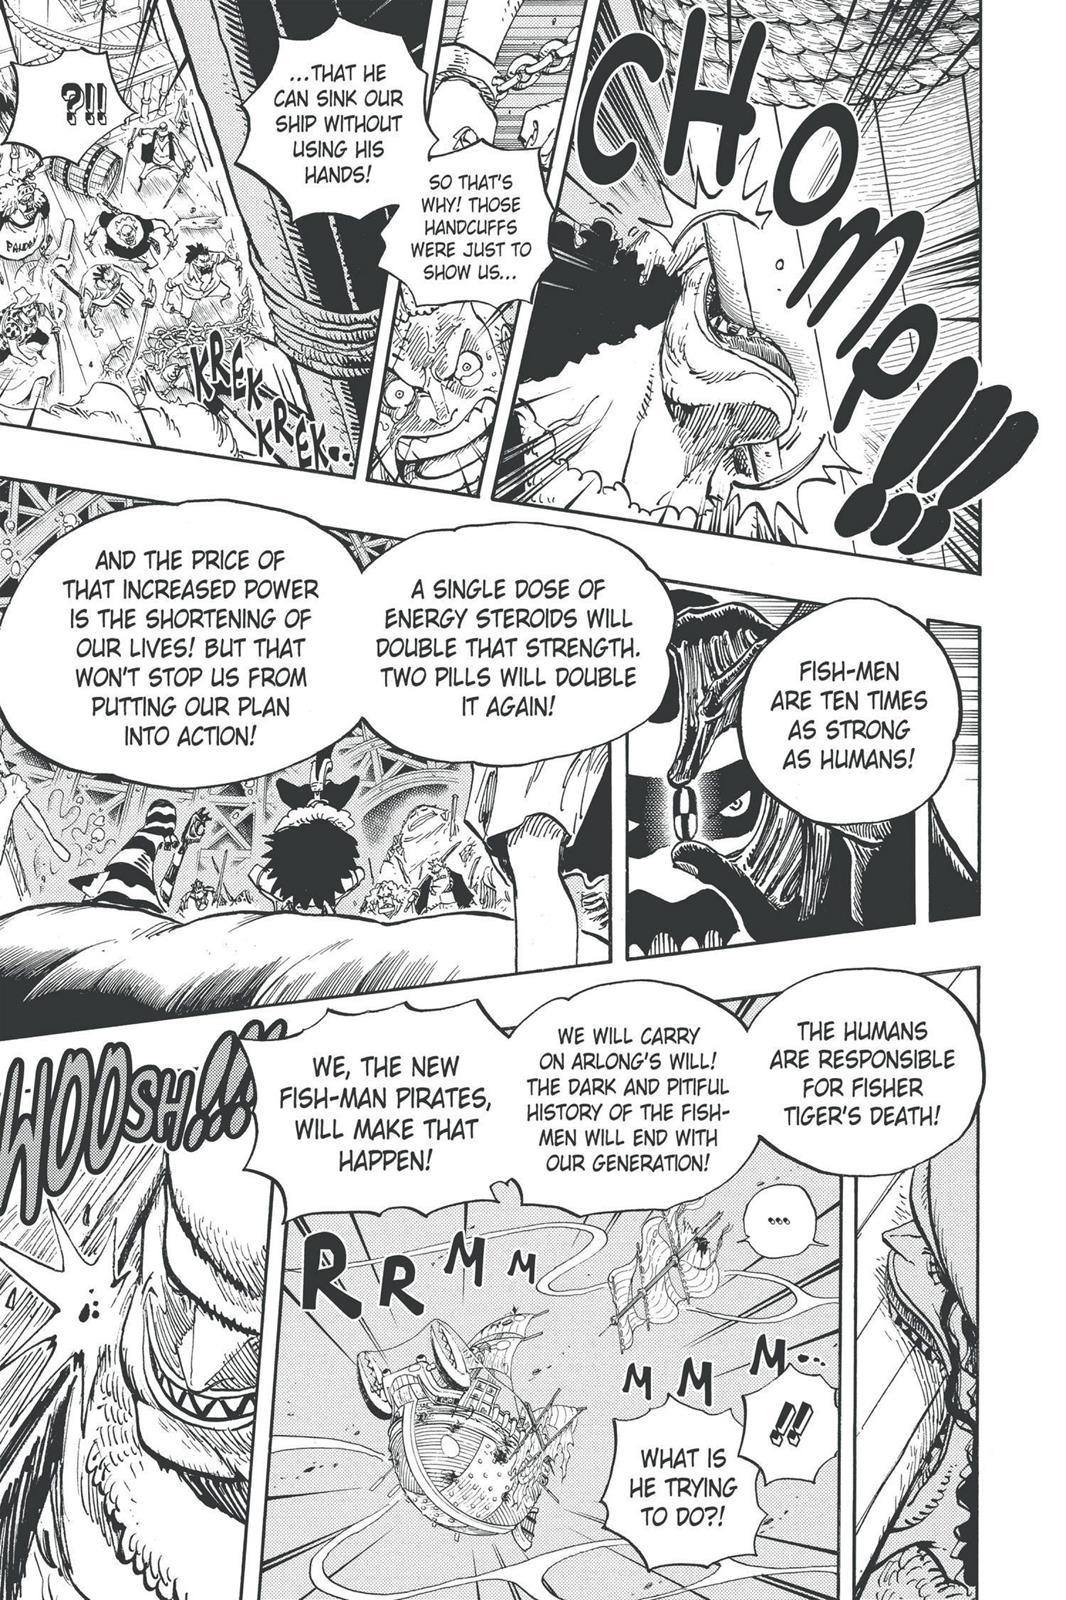 CHOMP!!!
SO THAT'S
WHY! THOSE
HANDCUFFS
WERE JUST TO
SHOW US...
...THAT HE
CAN SINK OUR
SHIP WITHOUT
USING HIS
HANDS!
?!!
KREK
KREK...
FISH-MEN
ARE TEN TIMES
AS STRONG
AS HUMANS!
A SINGLE DOSE OF
ENERGY STEROIDS WILL
DOUBLE THAT STRENGTH.
TWO PILLS WILL DOUBLE
IT AGAIN!
AND THE PRICE OF
THAT INCREASED POWER
IS THE SHORTENING OF
OUR LIVES! BUT THAT
WON'T STOP US FROM
PUTTING OUR PLAN
INTO ACTION!
THE HUMANS
ARE RESPONSIBLE
FOR FISHER
TIGER'S DEATH!
WE WILL CARRY
ON ARLONG'S WILL!
THE DARK AND PITIFUL
HISTORY OF THE FISH-
MEN WILL END WITH
OUR GENERATION!
WE, THE NEW
FISH-MAN PIRATES,
WILL MAKE THAT
HAPPEN!
...
RRMM
MMM...
!!
WHAT IS
HE TRYING
TO DO?!
WOOSH!!!